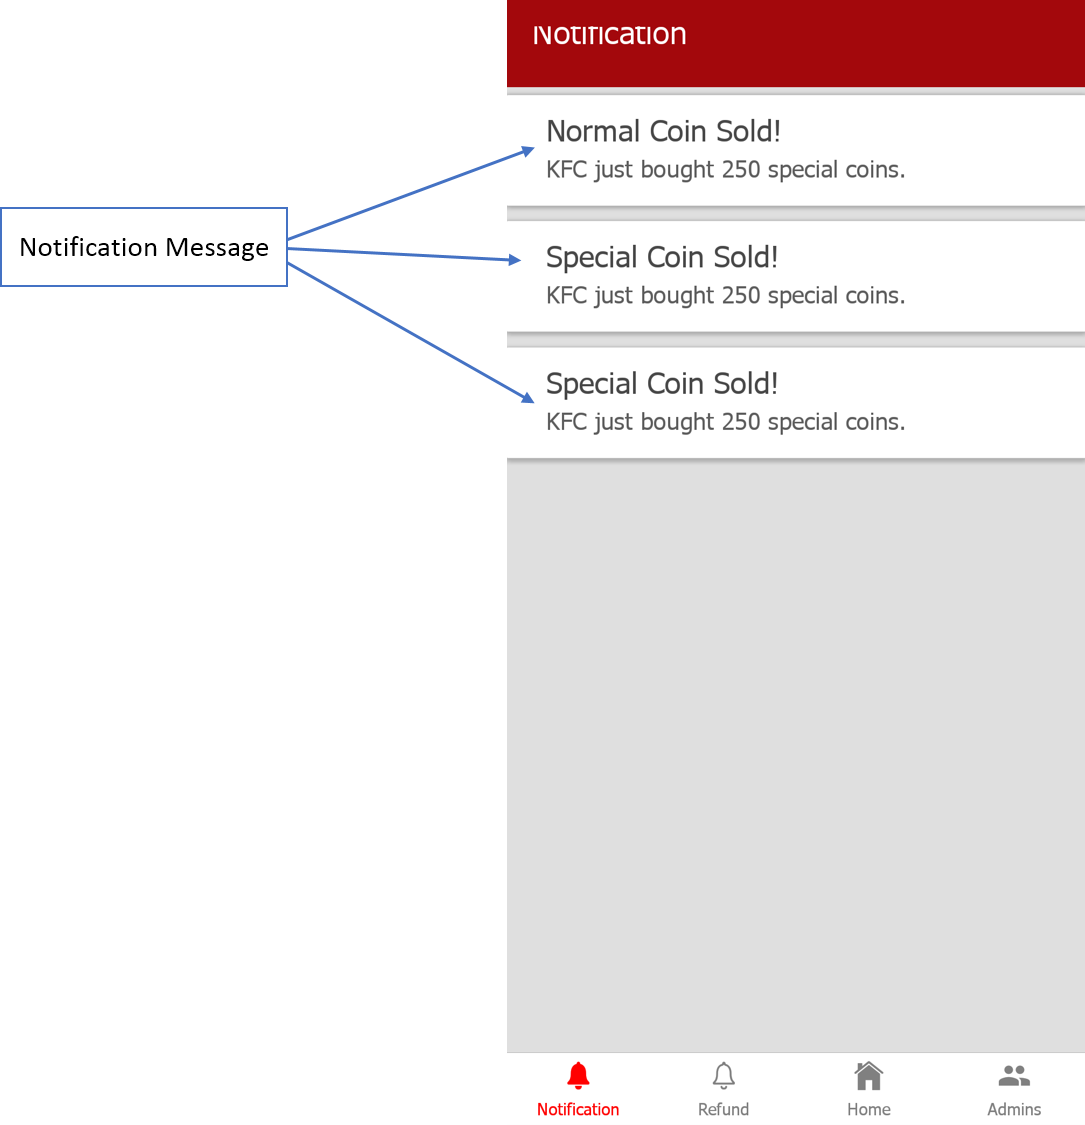 Notification
Normal Coin Sold!
KFC just bought 250 special coins.
Notification Message
Special Coin Sold!
KFC just bought 250 special coins.
Special Coin Sold!
KFC just bought 250 special coins.
Notification
Refund
Home
Admins